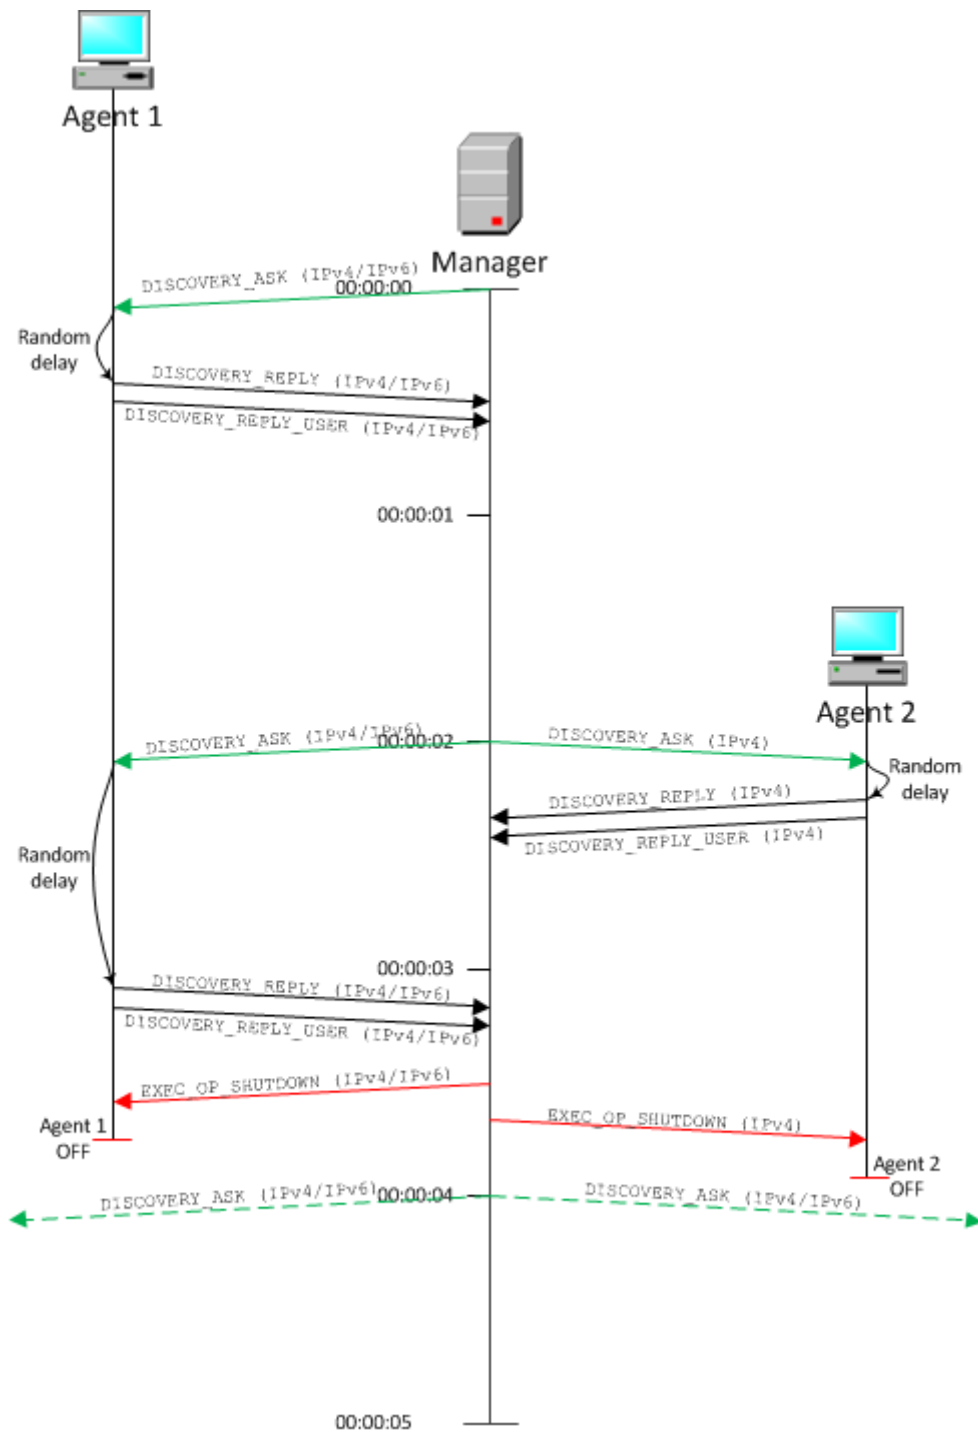 Agent 1
Manager
DISCOVERY_ASK (IPv4/IPv6)
00:00:00
Random
delay
DISCOVERY_REPLY (IPv4/IPv6)
DISCOVERY_REPLY_USER (IPv4/IPv6)
00:00:01
Agent 2
DISCOVERY_ASK (IPv4/IPv6)
00:00:02
DISCOVERY_ASK (IPv4)
Random
delay
DISCOVERY_REPLY (IPv4)
DISCOVERY_REPLY_USER (IPv4)
Random
delay
00:00:03
DISCOVERY_REPLY (IPv4/IPv6)
DISCOVERY_REPLY_USER (IPv4/IPv6)
EXEC_OP_SHUTDOWN (IPv4/IPv6)
EXEC_OP_SHUTDOWN (IPv4)
Agent 1
OFF
Agent 2
OFF
DISCOVERY_ASK (IPv4/IPv6)
00:00:04
DISCOVERY_ASK (IPv4/IPv6)
00:00:05